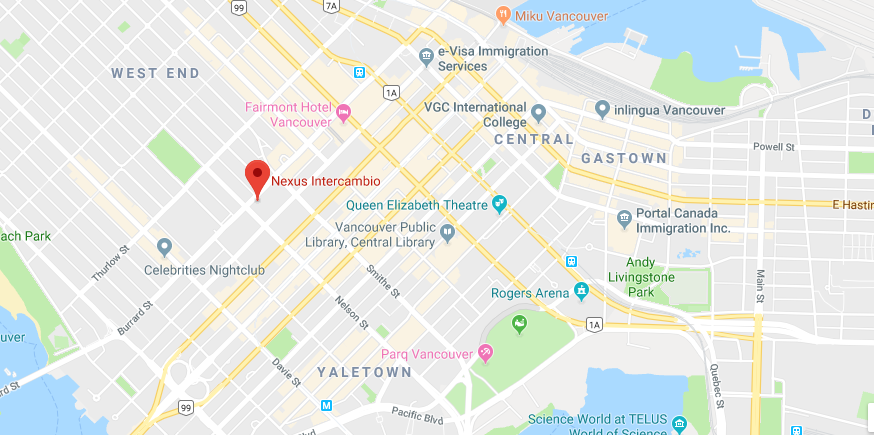 99
Miku Vancouver
e-Visa Immigration
Services
WEST END
1A
Fairmont Hotel
Vancouver
VGC International
College
inlingua Vancouver
CENTRAL
GASTOWN
Powell St
D
Nexus Intercambio
Queen Elizabeth Theatre
E Hastin
Portal Canada
Immigration Inc.
Vancouver Public
Library, Central Library
ach Park
Thurlow St
Celebrities Nightclub
Smithe St
Andy
Livingstone
Park
Main St
Rogers Arena
Burrard St
Nelson St
1A
uver
Parq Vancouver
Davie St
YALETOWN
Quebec St
rd St
99
M
Pacific Blvd
Science World at TELUS
World of Science